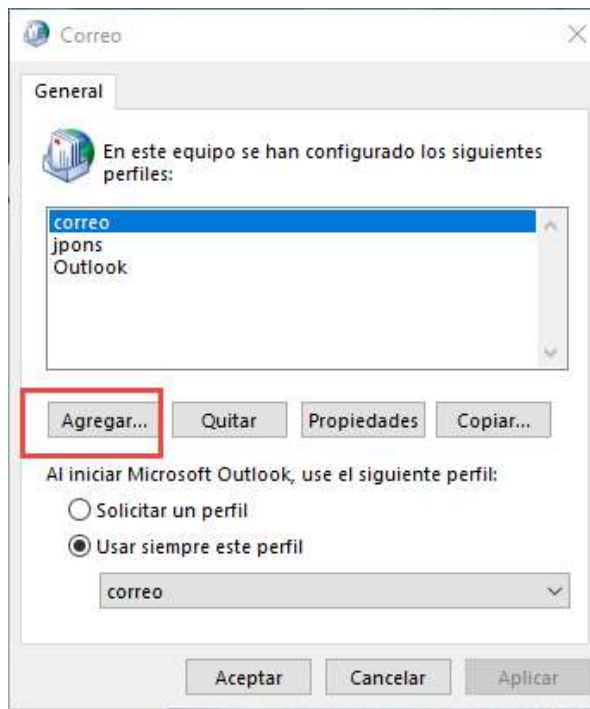 Correo
General
En este equipo se han configurado los siguientes
perfiles:
correo
jpons
Outlook
Agregar... Quitar Propiedades Copiar...
Al iniciar Microsoft Outlook, use el siguiente perfil:
Solicitar un perfil
Usar siempre este perfil
correo
Aceptar Cancelar Aplicar